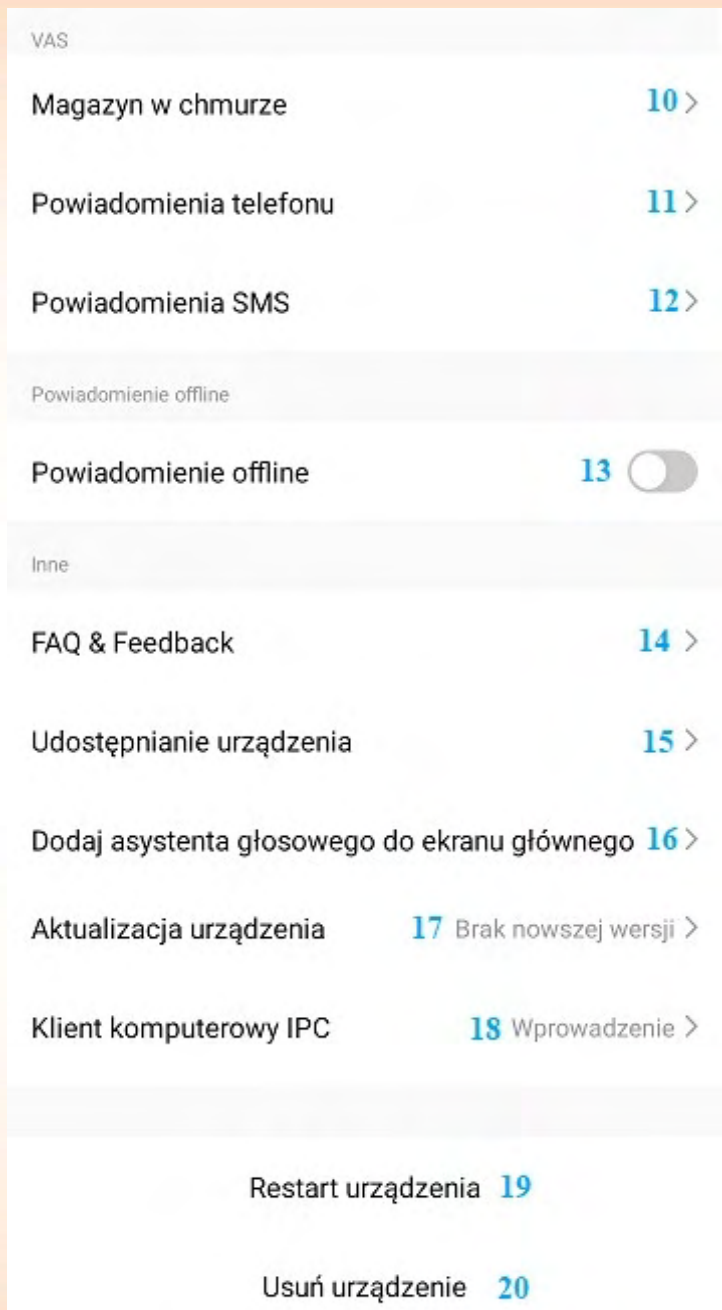 VAS
Magazyn w chmurze 10 >
Powiadomienia telefonu 11 >
Powiadomienia SMS 12 >
Powiadomienie offline
Powiadomienie offline 13
Inne
FAQ & Feedback 14 >
Udostępnianie urządzenia 15 >
Dodaj asystenta głosowego do ekranu głównego 16 >
Aktualizacja urządzenia 17 Brak nowszej wersji >
Klient komputerowy IPC 18 Wprowadzenie >
Restart urządzenia 19
Usuń urządzenie 20